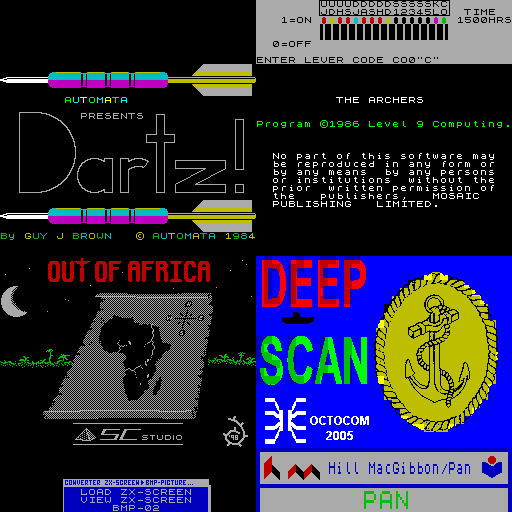 AUTOMATA
PRESENTS
Dartz!
By GUY J BROWN © AUTOMATA 1984
UUUUDDDDDSSSSSKC
JDHSJASHD12345LO
TIME
1=ON
1500HRS
0=OFF
ENTER LEVER CODE CO0"C"
THE ARCHERS
Program ©1986 Level 9 Computing.
No part of this software may
be reproduced in any form or
by any means by any persons
or institutions without the
prior written permission of
the publishers, MOSAIC
PUBLISHING LIMITED.
OUT OF AFRICA
SC STUDIO
98
DEEP
SCAN
OCTOCOM
2005
CONVERTER ZX-SCREEN►BMP-PICTURE...
LOAD ZX-SCREEN
VIEW ZX-SCREEN
BMP-02
Hill MacGibbon/Pan
PAN